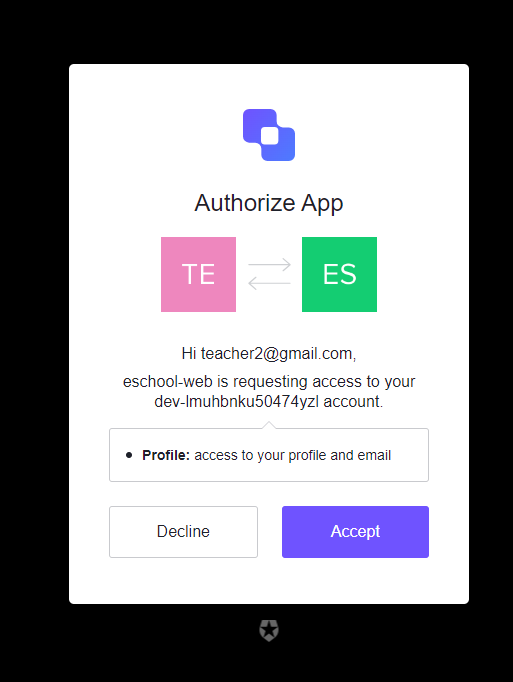 Authorize App
TE
ES
Hi teacher2@gmail.com,
eschool-web is requesting access to your
dev-lmuhbnku50474yzl account.
Profile: access to your profile and email
Decline
Accept